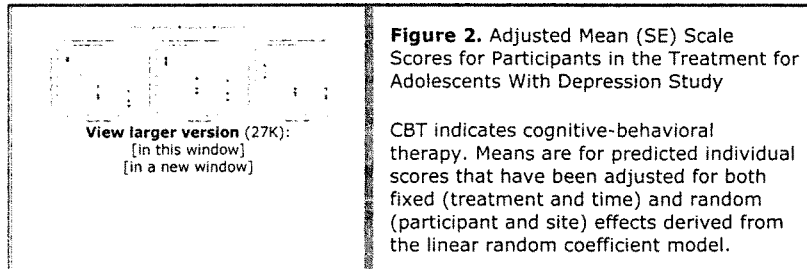 View larger version (27K):
[in this window]
[in a new window]
Figure 2. Adjusted Mean (SE) Scale
Scores for Participants in the Treatment for
Adolescents With Depression Study
CBT indicates cognitive-behavioral
therapy. Means are for predicted individual
scores that have been adjusted for both
fixed (treatment and time) and random
(participant and site) effects derived from
the linear random coefficient model.